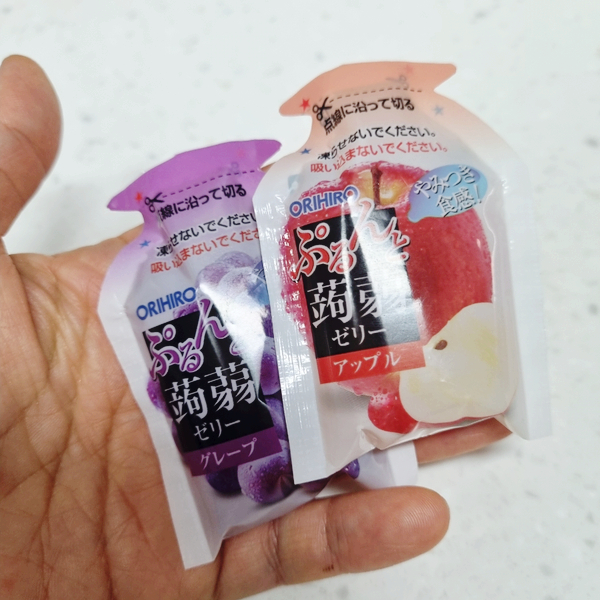 点線に沿って切る
凍らせないでください。
吸い込まないでください。
やみつき
食感!
ORIHIRO
ぷるんと
蒟蒻
ゼリー
アップル
点線に沿って切る
凍らせないでくださ
吸い込まないでくださ
ORIHIRO
ぷるん
蒟蒻
ゼリー
グレープ